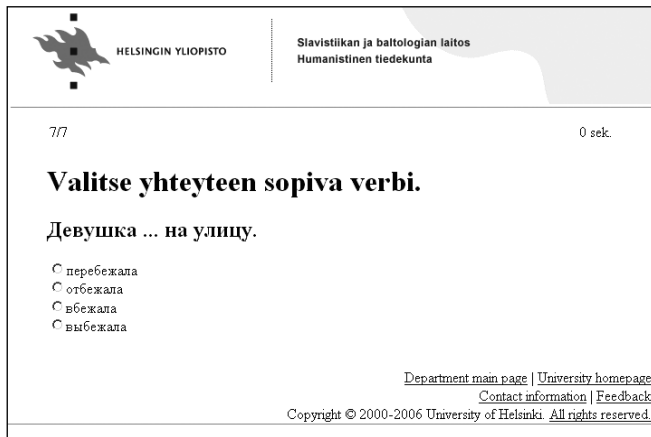 HELSINGIN YLIOPISTO
Slavistiikan ja baltologian laitos
Humanistinen tiedekunta
7/7 0 sek.
Valitse yhteyteen sopiva verbi.
Девушка ... на улицу.
перебежала
отбежала
вбежала
выбежала
Department main page | University homepage
Contact information | Feedback
Copyright © 2000-2006 University of Helsinki. All rights reserved.